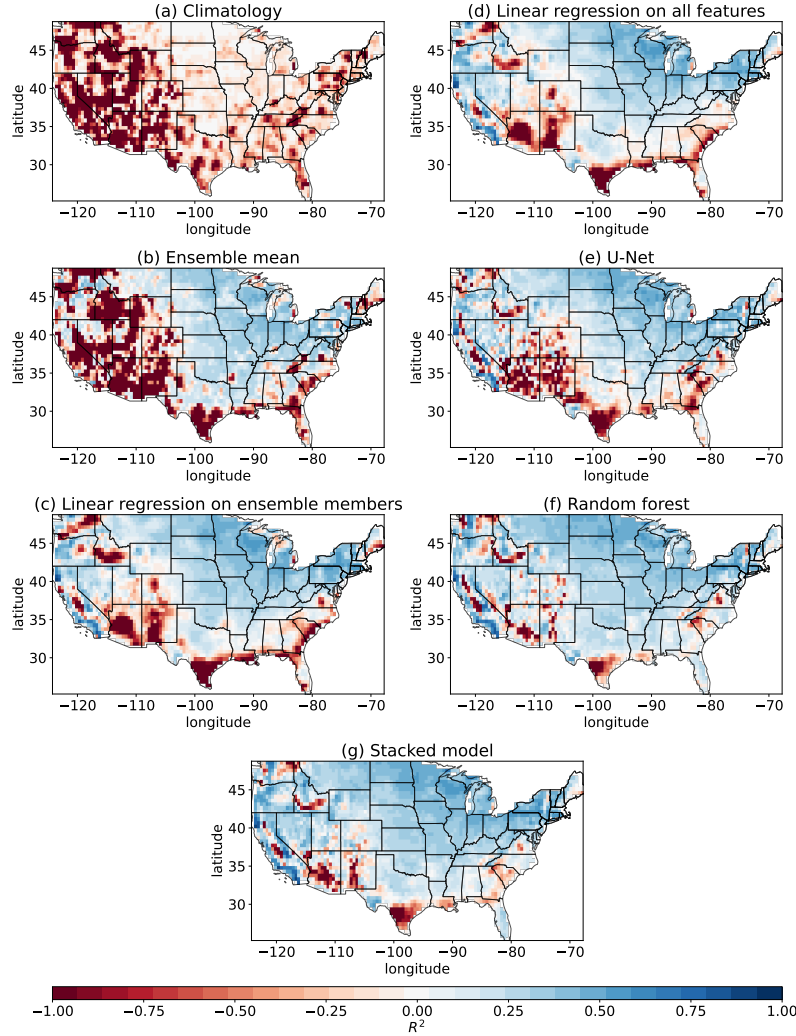 (a) Climatology
45
40
35
30
latitude
−120 −110 −100 −90 −80 −70
longitude
(d) Linear regression on all features
45
40
35
30
latitude
−120 −110 −100 −90 −80 −70
longitude
(b) Ensemble mean
45
40
35
30
latitude
−120 −110 −100 −90 −80 −70
longitude
(e) U-Net
45
40
35
30
latitude
−120 −110 −100 −90 −80 −70
longitude
(c) Linear regression on ensemble members
45
40
35
30
latitude
−120 −110 −100 −90 −80 −70
longitude
(f) Random forest
45
40
35
30
latitude
−120 −110 −100 −90 −80 −70
longitude
(g) Stacked model
45
40
35
30
latitude
−120 −110 −100 −90 −80 −70
longitude
−1.00 −0.75 −0.50 −0.25 0.00 0.25 0.50 0.75 1.00
R²